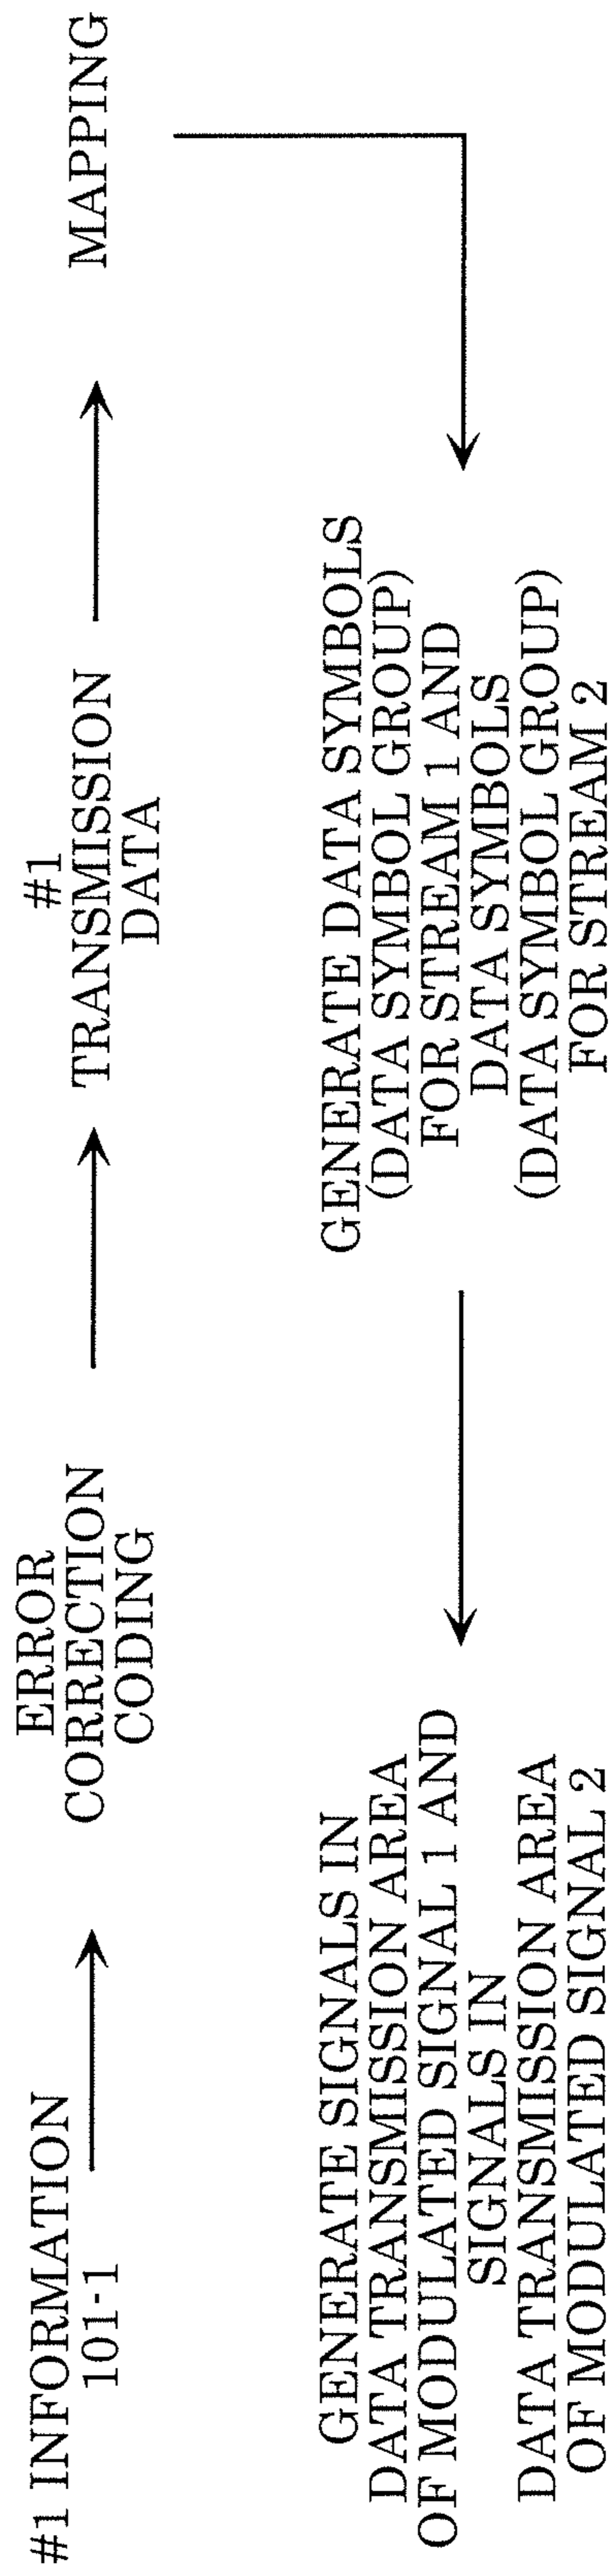 #1 INFORMATION
101-1
ERROR
CORRECTION
CODING
#1
TRANSMISSION
DATA
MAPPING
GENERATE DATA SYMBOLS
(DATA SYMBOL GROUP)
FOR STREAM 1 AND
DATA SYMBOLS
(DATA SYMBOL GROUP)
FOR STREAM 2
GENERATE SIGNALS IN
DATA TRANSMISSION AREA
OF MODULATED SIGNAL 1 AND
SIGNALS IN
DATA TRANSMISSION AREA
OF MODULATED SIGNAL 2